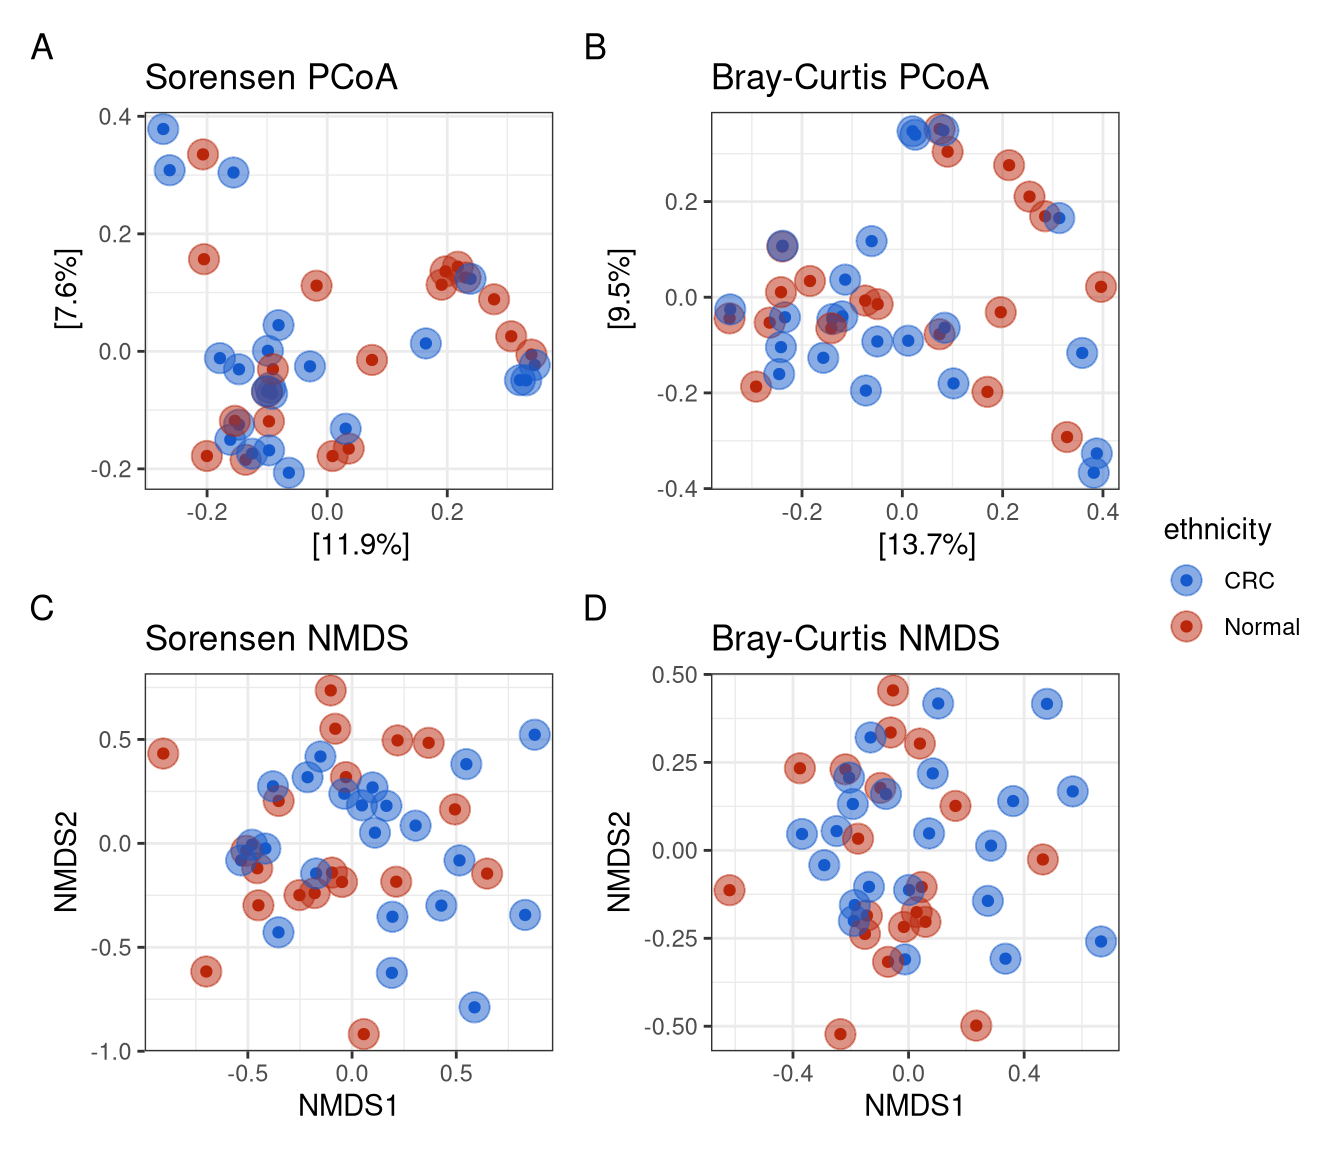 A
Sorensen PCoA
0.4
0.2
0.0
-0.2
[7.6%]
-0.2
0.0
0.2
[11.9%]
B
Bray-Curtis PCoA
0.2
0.0
-0.2
-0.4
[9.5%]
-0.2
0.0
0.2
0.4
[13.7%]
ethnicity
CRC
Normal
C
Sorensen NMDS
0.5
0.0
-0.5
-1.0
NMDS2
-0.5
0.0
0.5
NMDS1
D
Bray-Curtis NMDS
0.50
0.25
0.00
-0.25
-0.50
NMDS2
-0.4
0.0
0.4
NMDS1